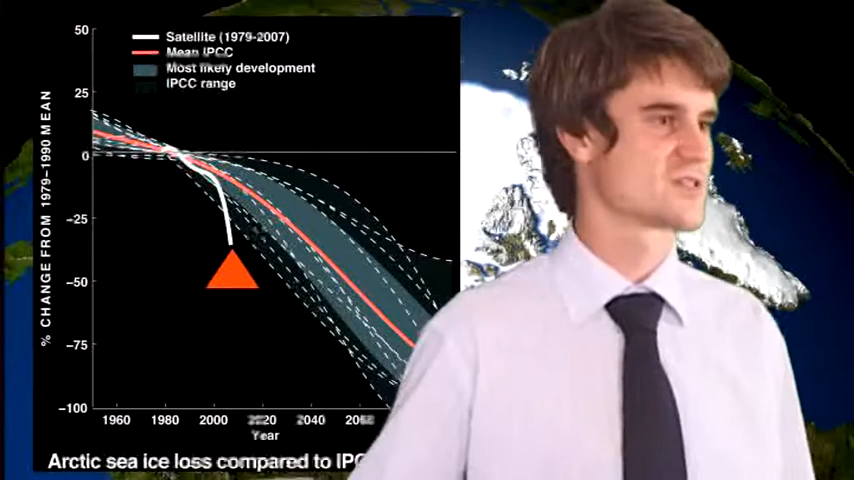 50
Satellite (1979-2007)
Mean IPCC
Most likely development
IPCC range
25
0
−25
−50
−75
−100
% CHANGE FROM 1979–1990 MEAN
1960 1980 2000 2020 2040
Year
Arctic sea ice loss compared to